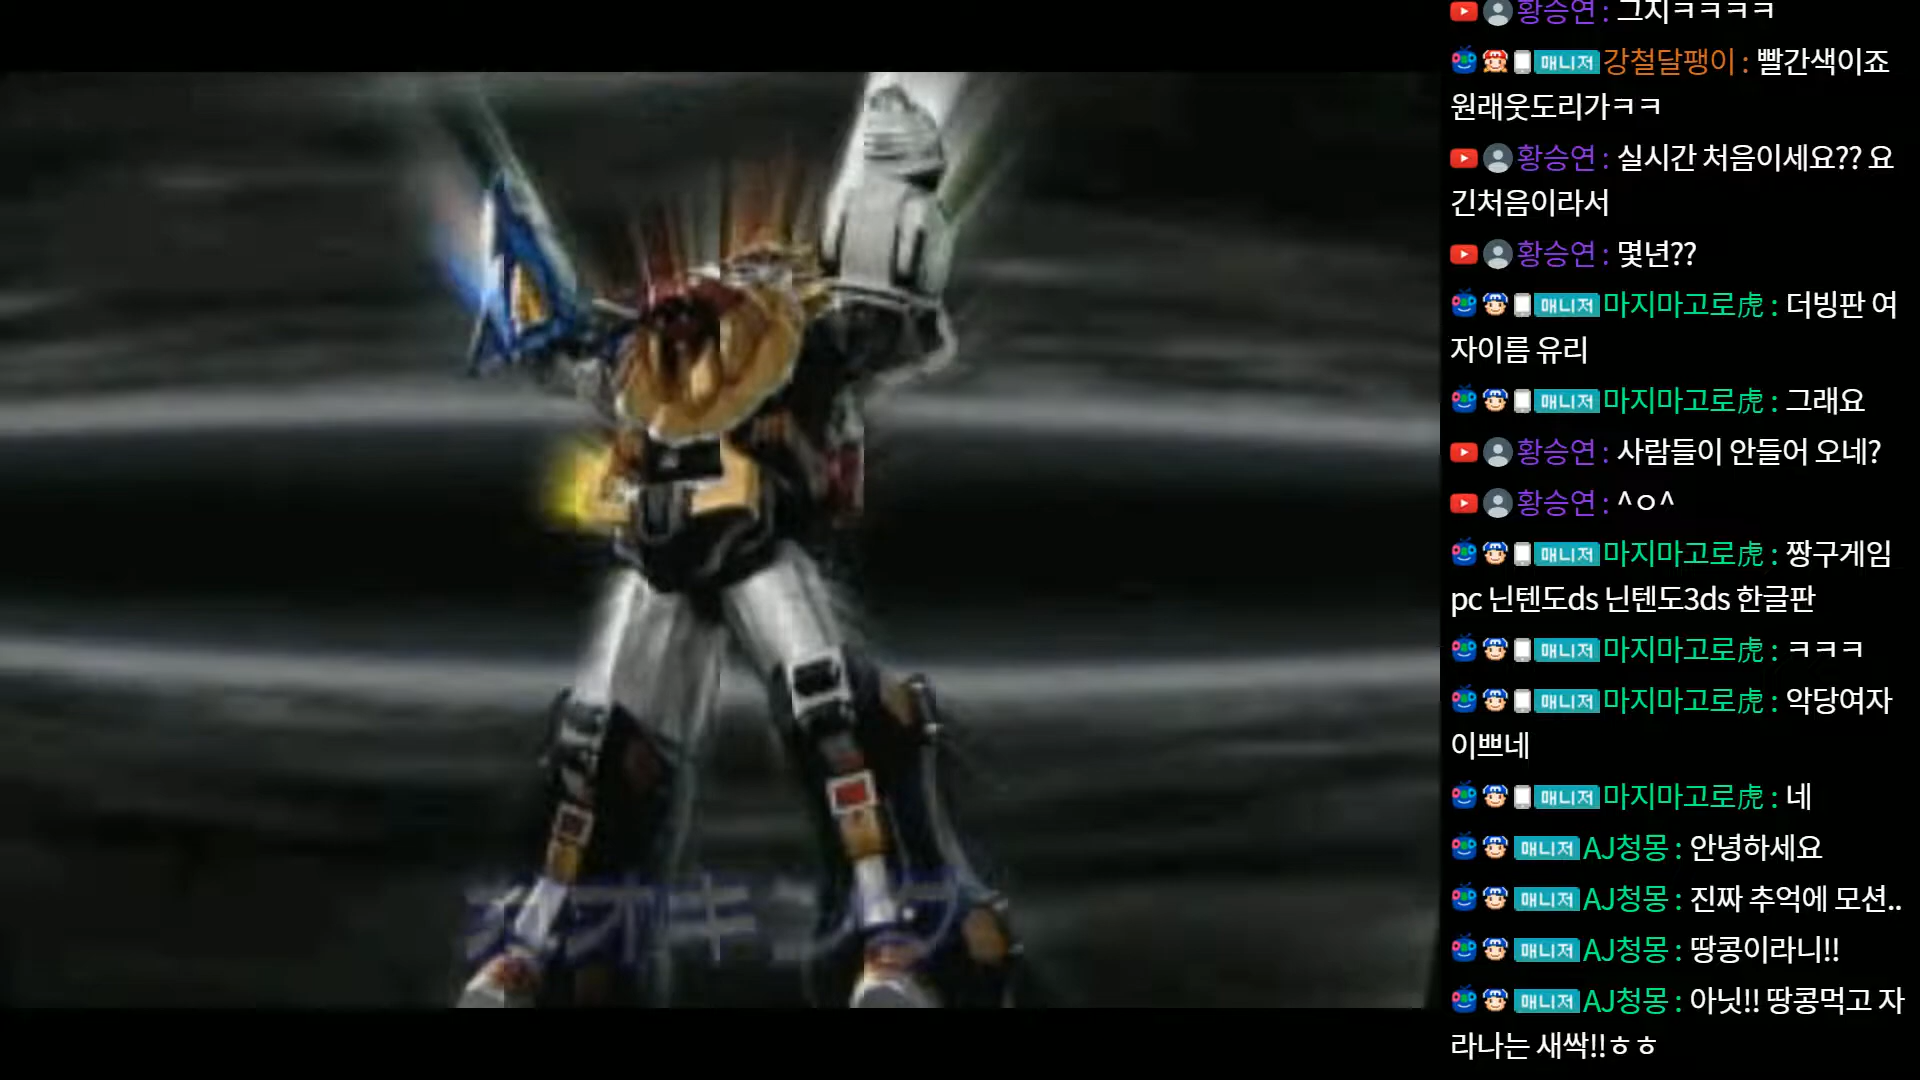 황승연 : 그지ㅋㅋㅋㅋ
매니저 강철달팽이 : 빨간색이죠
원래웃도리가ㅋㅋ
황승연 : 실시간 처음이세요?? 요
긴처음이라서
황승연 : 몇년??
매니저 마지마고로虎 : 더빙판 여
자이름 유리
매니저 마지마고로虎 : 그래요
황승연 : 사람들이 안들어 오네?
황승연 : ^ㅇ^
매니저 마지마고로虎 : 짱구게임
pc 닌텐도ds 닌텐도3ds 한글판
매니저 마지마고로虎 : ㅋㅋㅋ
매니저 마지마고로虎 : 악당여자
이쁘네
매니저 마지마고로虎 : 네
매니저 AJ청몽 : 안녕하세요
매니저 AJ청몽 : 진짜 추억에 모션..
매니저 AJ청몽 : 땅콩이라니!!
매니저 AJ청몽 : 아닛!! 땅콩먹고 자
라나는 새싹!!ㅎㅎ
ガオキング